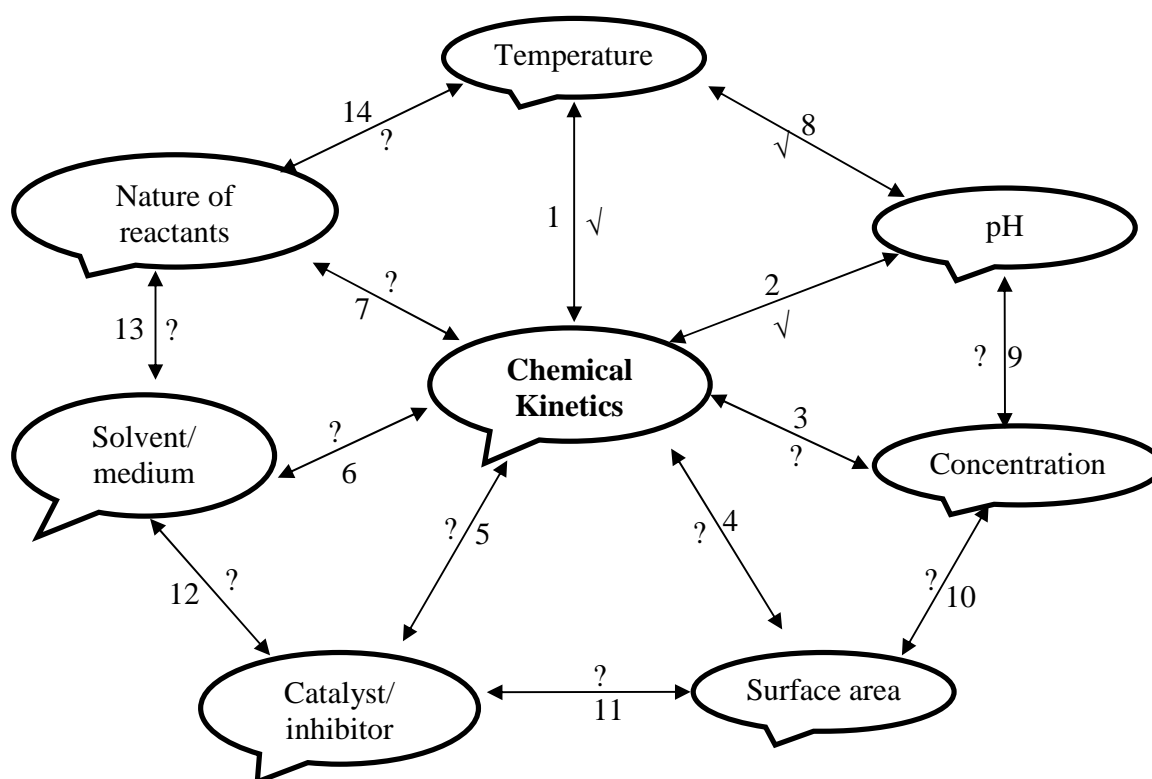 Temperature
14
?
8
√
Nature of
reactants
1
√
pH
?
7
2
√
13
?
?
9
Chemical
Kinetics
3
?
Solvent/
medium
?
6
Concentration
?
5
?
4
12
?
?
10
?
11
Catalyst/
inhibitor
Surface area